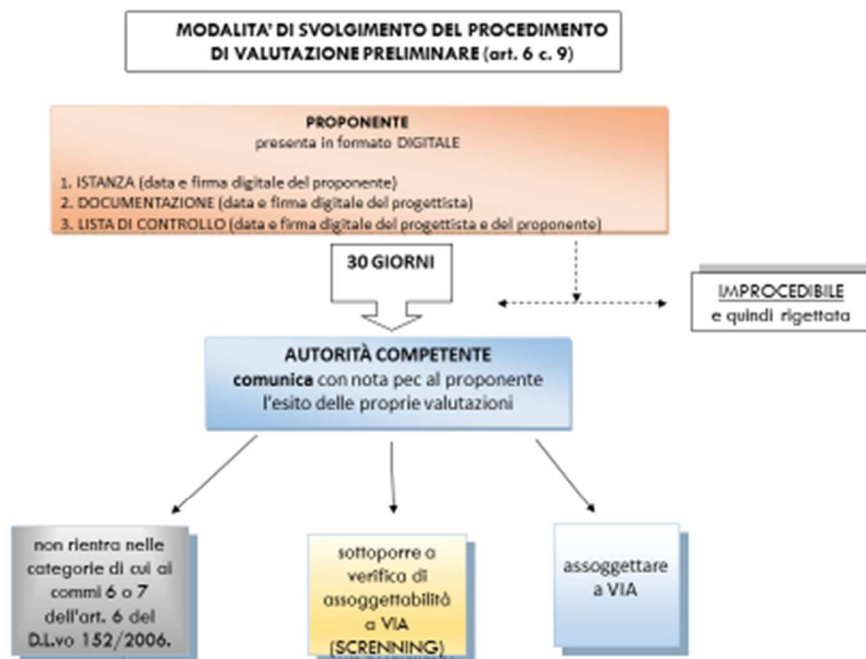 MODALITA' DI SVOLGIMENTO DEL PROCEDIMENTO
DI VALUTAZIONE PRELIMINARE (art. 6 c. 9)
PROPONENTE
presenta in formato DIGITALE
1. ISTANZA (data e firma digitale del proponente)
2. DOCUMENTAZIONE (data e firma digitale del progettista)
3. LISTA DI CONTROLLO (data e firma digitale del progettista e del proponente)
30 GIORNI
IMPROCEDIBILE
e quindi rigettata
AUTORITÀ COMPETENTE
comunica con nota pec al proponente
l'esito delle proprie valutazioni
non rientra nelle
categorie di cui ai
commi 6 o 7
dell'art. 6 del
D.L.vo 152/2006.
sottoporre a
verifica di
assoggettabilità
a VIA
(SCRENNING)
assoggettare
a VIA